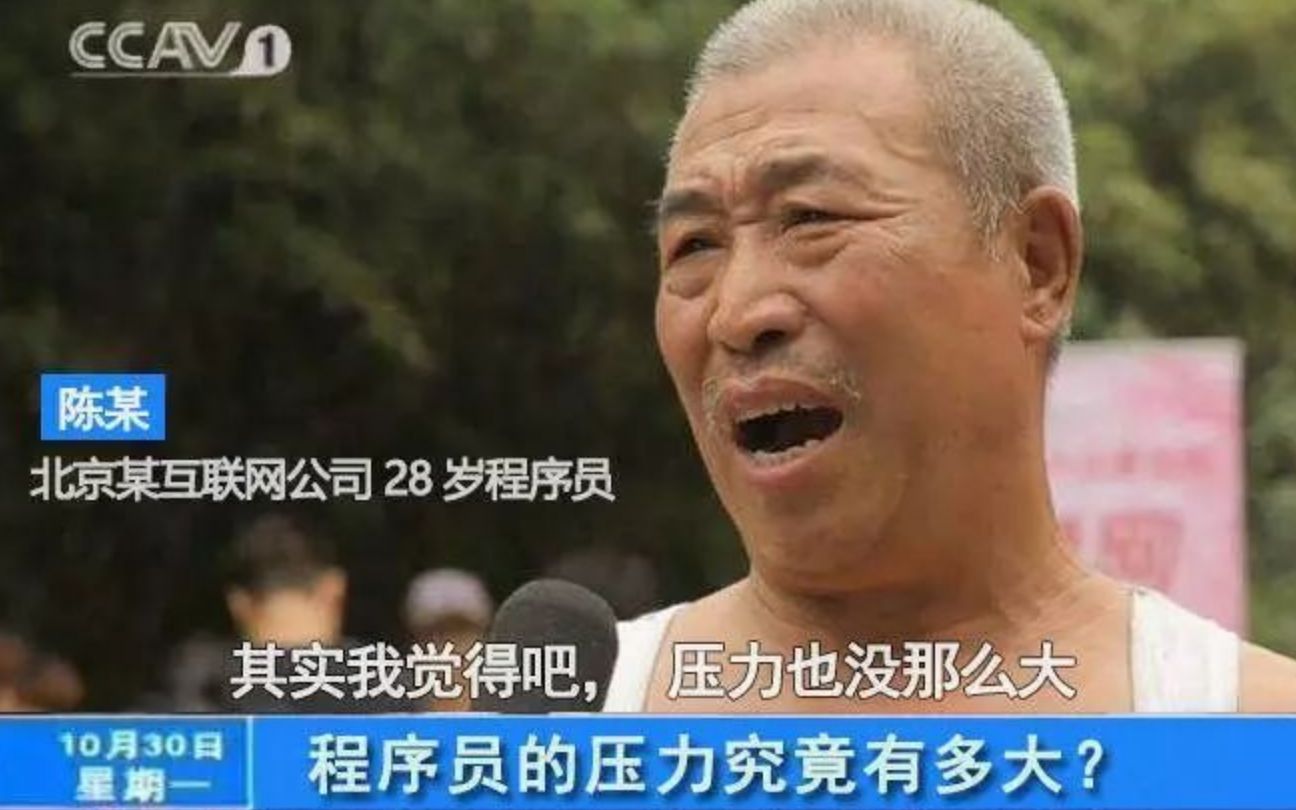 CCAV 1
陈某
北京某互联网公司 28 岁程序员
其实我觉得吧， 压力也没那么大
10月30日
星期一
程序员的压力究竟有多大？